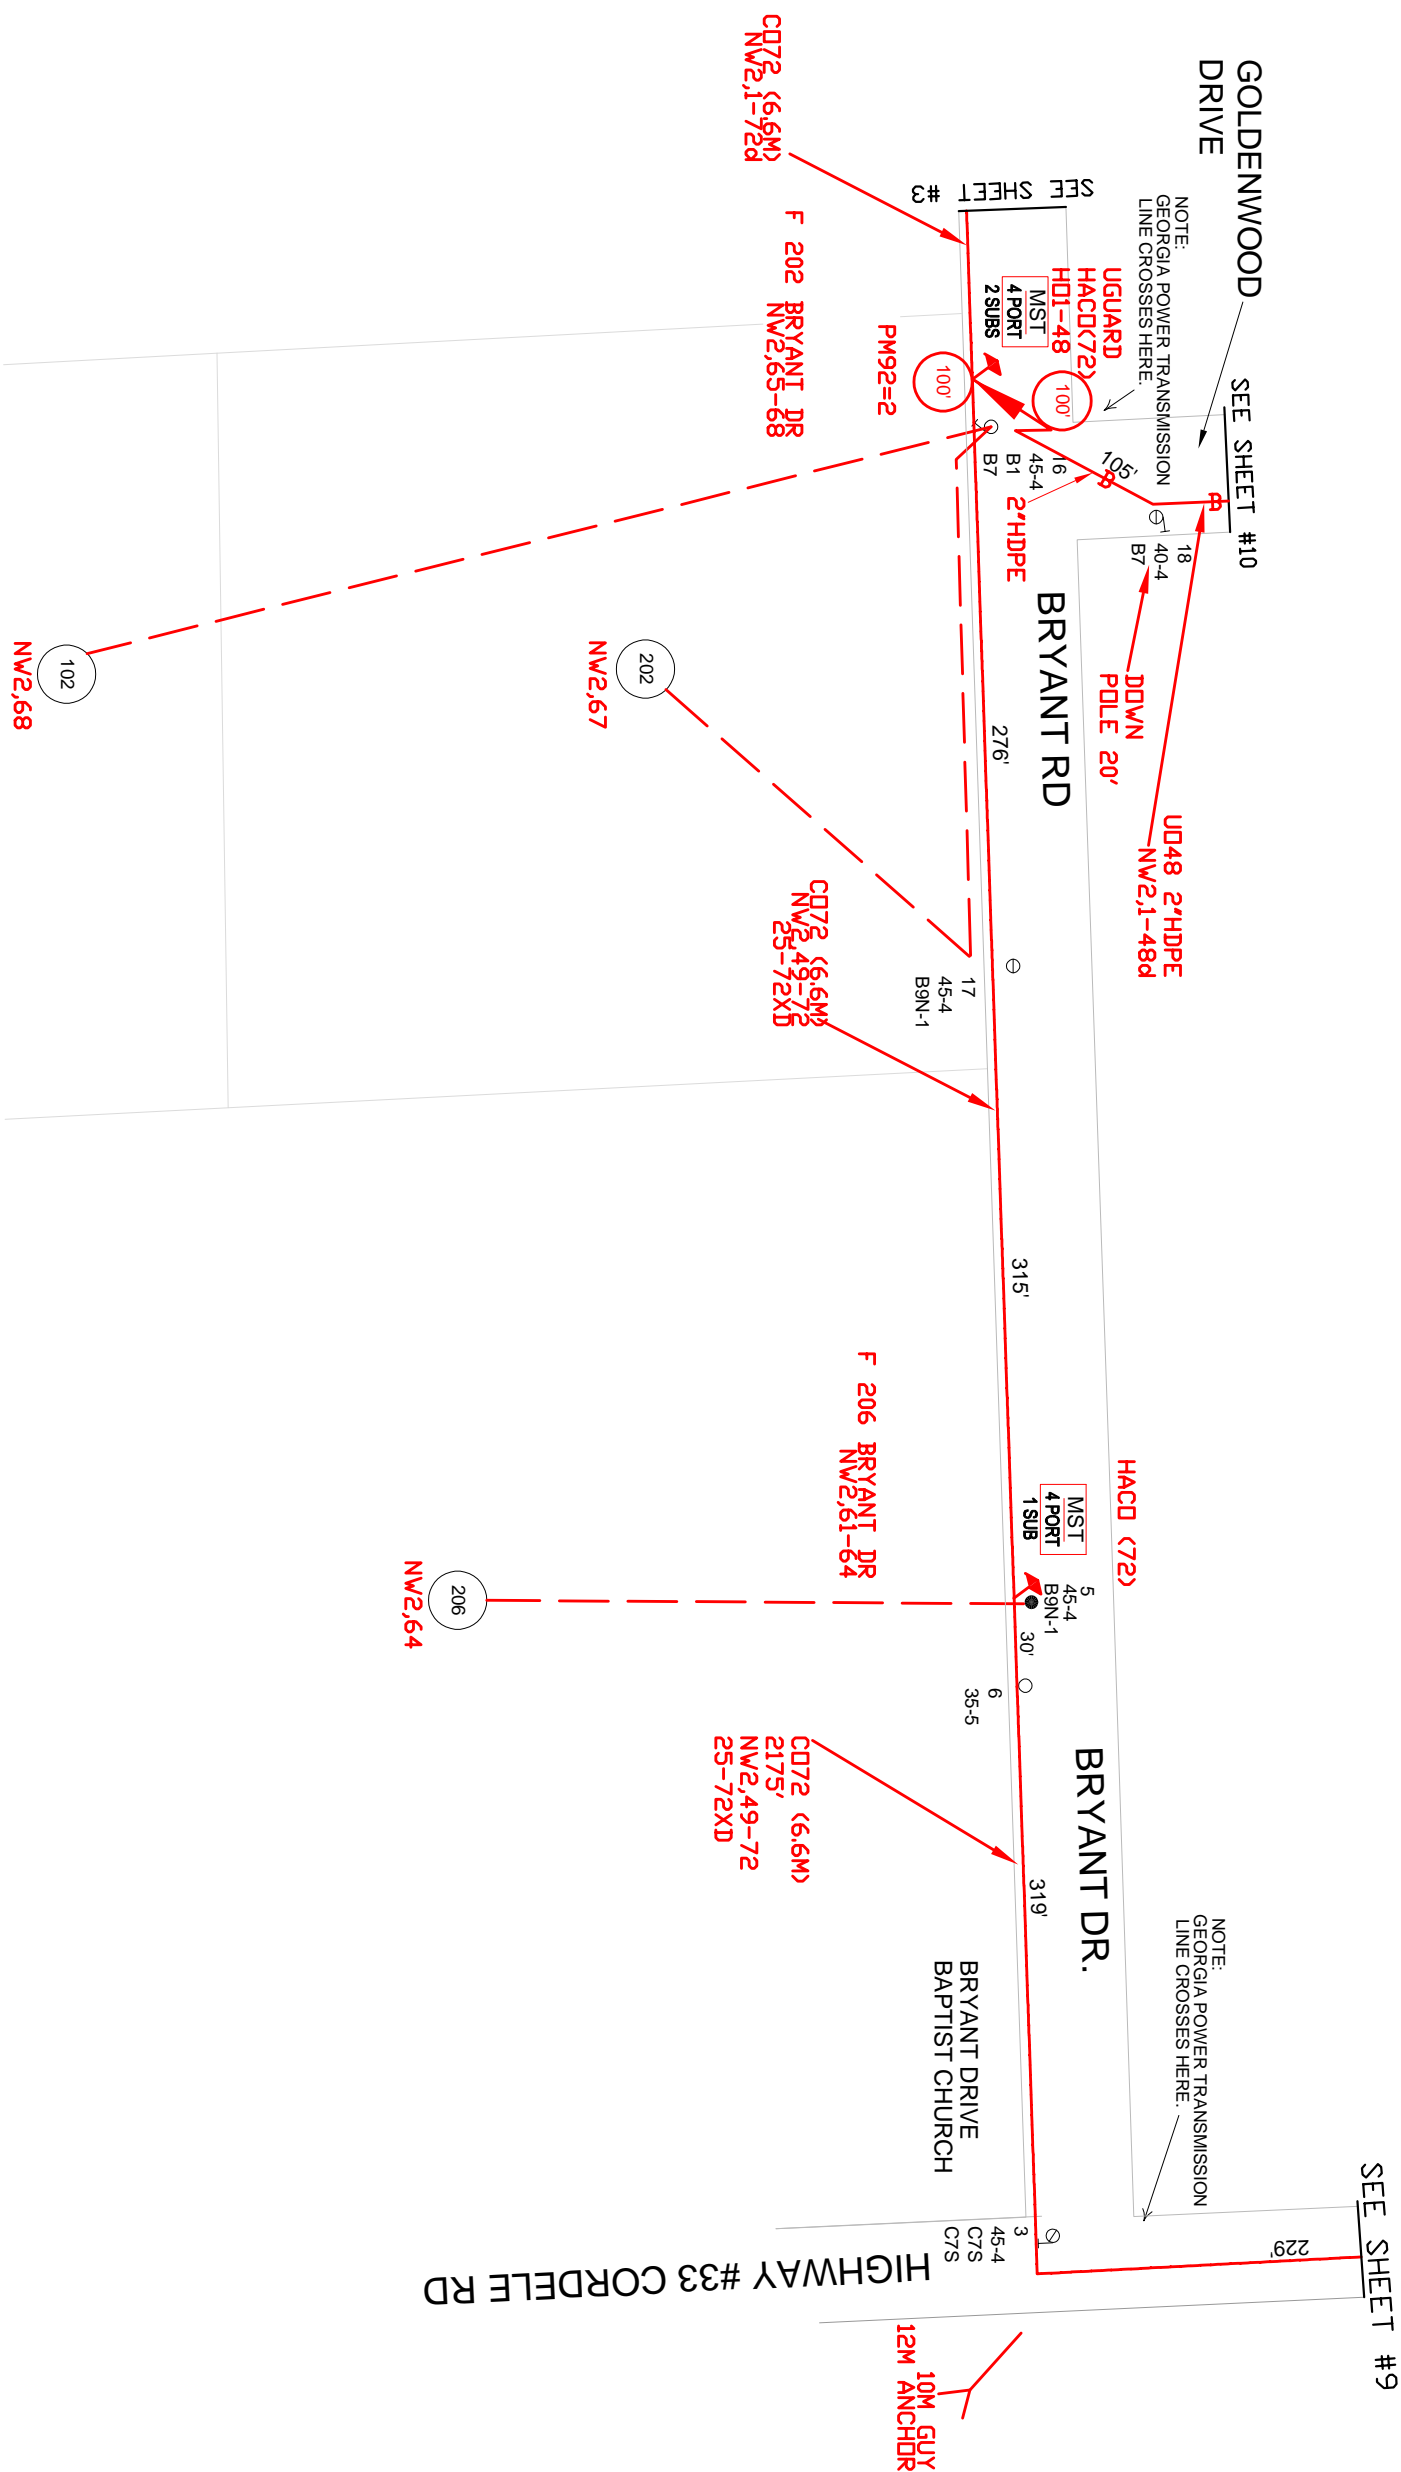 GOLDENWOOD
DRIVE
SEE SHEET #10
NOTE:
GEORGIA POWER TRANSMISSION
LINE CROSSES HERE.
SEE SHEET #3
UGUARD
HACO(72)
HO1-48
MST
4 PORT
2 SUBS
100'
100'
PM92=2
CO72 (6.6M)
NW2,1-72d
F 202 BRYANT DR
NW2,65-68
16
45-4
B1
B7
105'
B
B
2"HDPE
18
40-4
B7
DOWN
POLE 20'
UO48 2"HDPE
NW2,1-48d
BRYANT RD
276'
202
NW2,67
102
NW2,68
17
45-4
B9N-1
CO72 (6.6M)
NW2,49-72
25-72XD
315'
HACO (72)
MST
4 PORT
1 SUB
5
45-4
B9N-1
30'
6
35-5
F 206 BRYANT DR
NW2,61-64
206
NW2,64
BRYANT DR.
CO72 (6.6M)
2175'
NW2,49-72
25-72XD
319'
BRYANT DRIVE
BAPTIST CHURCH
NOTE:
GEORGIA POWER TRANSMISSION
LINE CROSSES HERE.
SEE SHEET #9
229'
3
45-4
C7S
C7S
HIGHWAY #33 CORDELE RD
10M GUY
12M ANCHOR